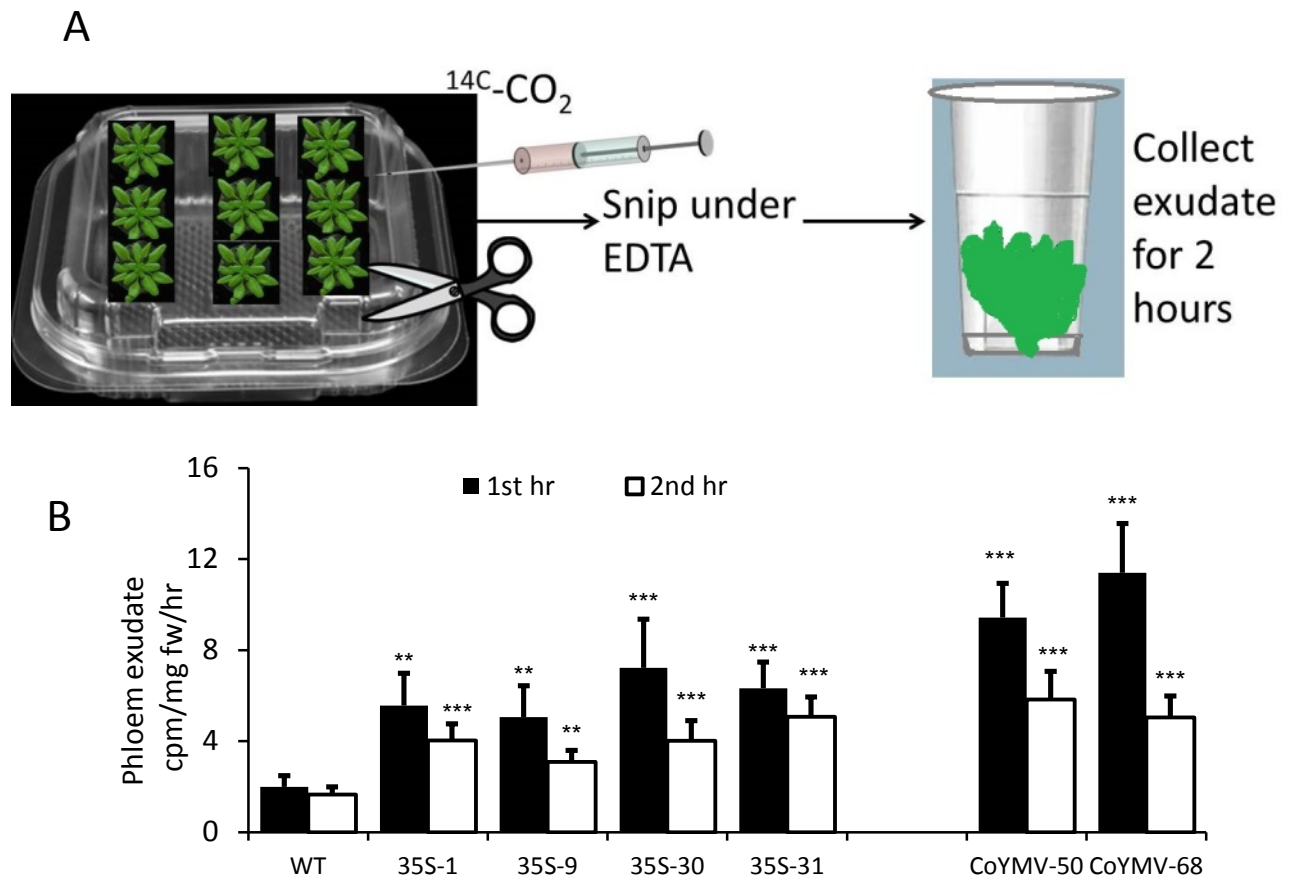 A
14C-CO2
Snip under
EDTA
Collect
exudate
for 2
hours
B
Phloem exudate
cpm/mg fw/hr
16
12
8
4
0
1st hr
2nd hr
**
***
**
**
***
***
***
***
***
***
***
***
WT
35S-1
35S-9
35S-30
35S-31
CoYMV-50
CoYMV-68